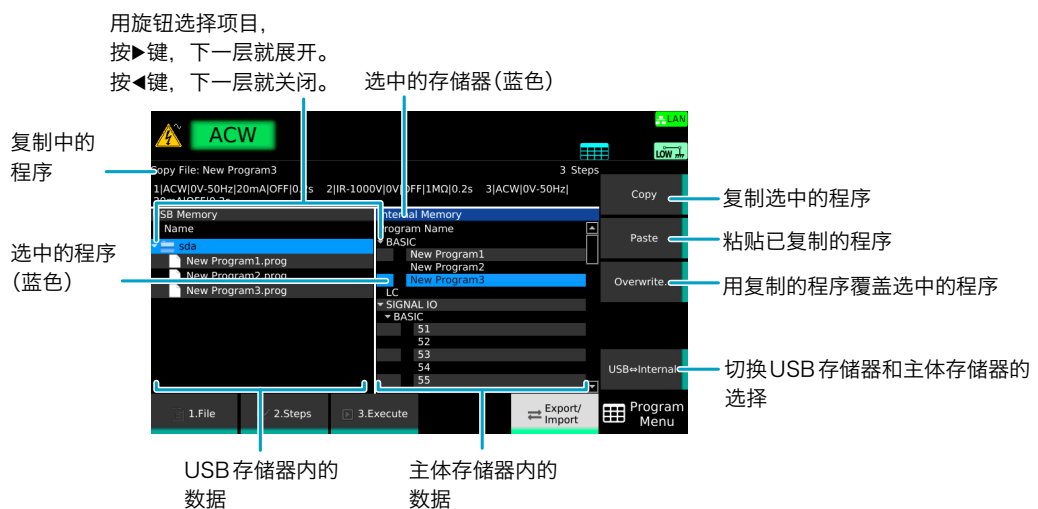 用旋钮选择项目，
按▶键，下一层就展开。
按◀键，下一层就关闭。
选中的存储器（蓝色）
复制中的
程序
选中的程序
（蓝色）
ACW
LAN
LOW
Copy File: New Program3
3 Steps
1|ACW|0V-50Hz|20mA|OFF|0.2s 2|IR-1000V|0V|OFF|1MΩ|0.2s 3|ACW|0V-50Hz|
20mA|OFF|0.2s
USB Memory
Name
sda
New Program1.prog
New Program2.prog
New Program3.prog
Internal Memory
Program Name
BASIC
New Program1
New Program2
New Program3
LC
SIGNAL IO
BASIC
51
52
53
54
55
Copy
Paste
Overwrite.
USB⇔Internal
1.File
2.Steps
3.Execute
Export/
Import
Program
Menu
复制选中的程序
粘贴已复制的程序
用复制的程序覆盖选中的程序
切换USB存储器和主体存储器的
选择
USB存储器内的
数据
主体存储器内的
数据